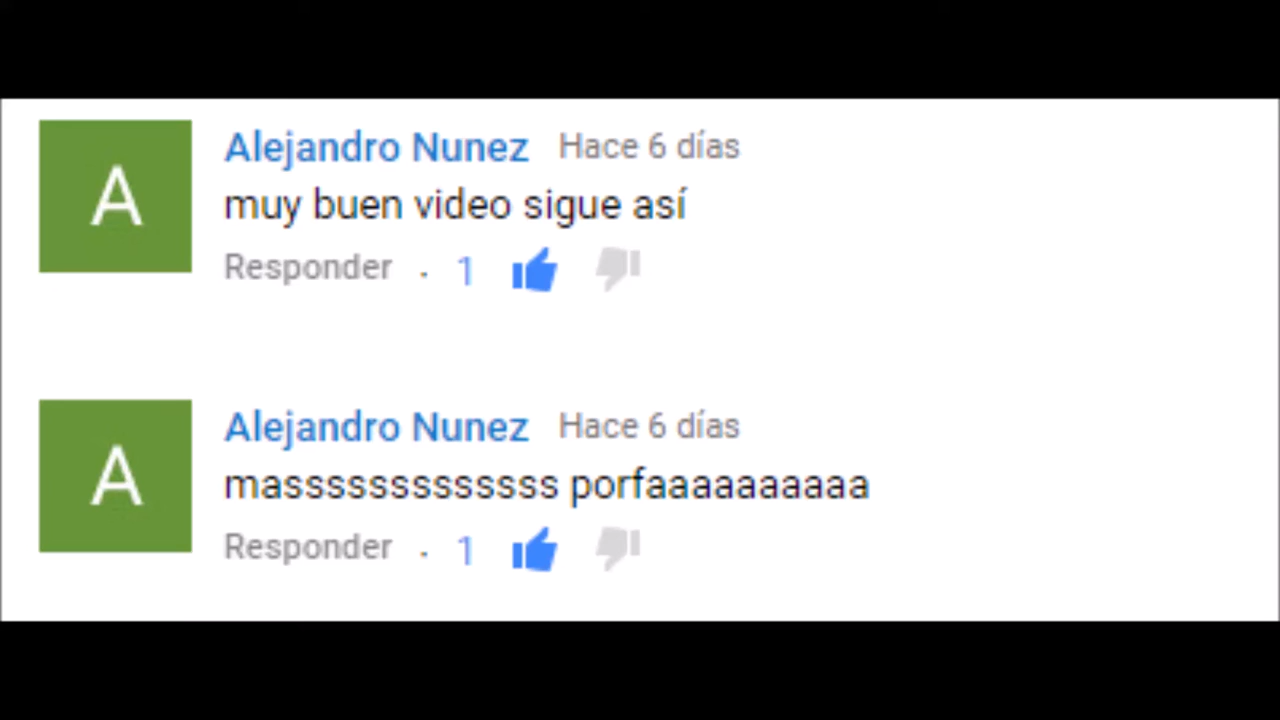 A
Alejandro Nunez Hace 6 días
muy buen video sigue así
Responder . 1
A
Alejandro Nunez Hace 6 días
masssssssssssss porfaaaaaaaaaa
Responder . 1